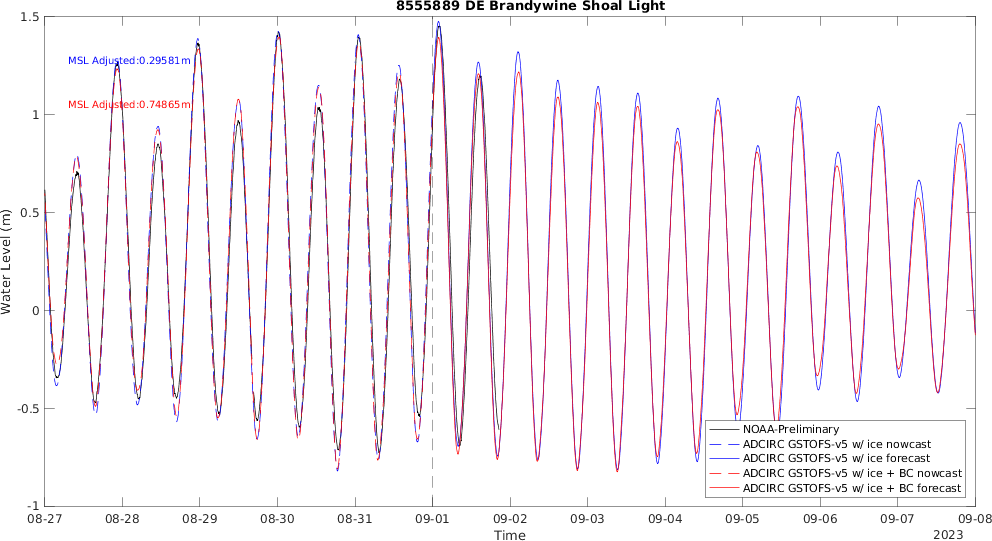 8555889 DE Brandywine Shoal Light
1.5
MSL Adjusted:0.29581m
MSL Adjusted:0.74865m
1
0.5
0
-0.5
-1
Water Level (m)
NOAA-Preliminary
ADCIRC GSTOFS-v5 w/ ice nowcast
ADCIRC GSTOFS-v5 w/ ice forecast
ADCIRC GSTOFS-v5 w/ ice + BC nowcast
ADCIRC GSTOFS-v5 w/ ice + BC forecast
08-27 08-28 08-29 08-30 08-31 09-01 09-02 09-03 09-04 09-05 09-06 09-07 09-08
Time
2023